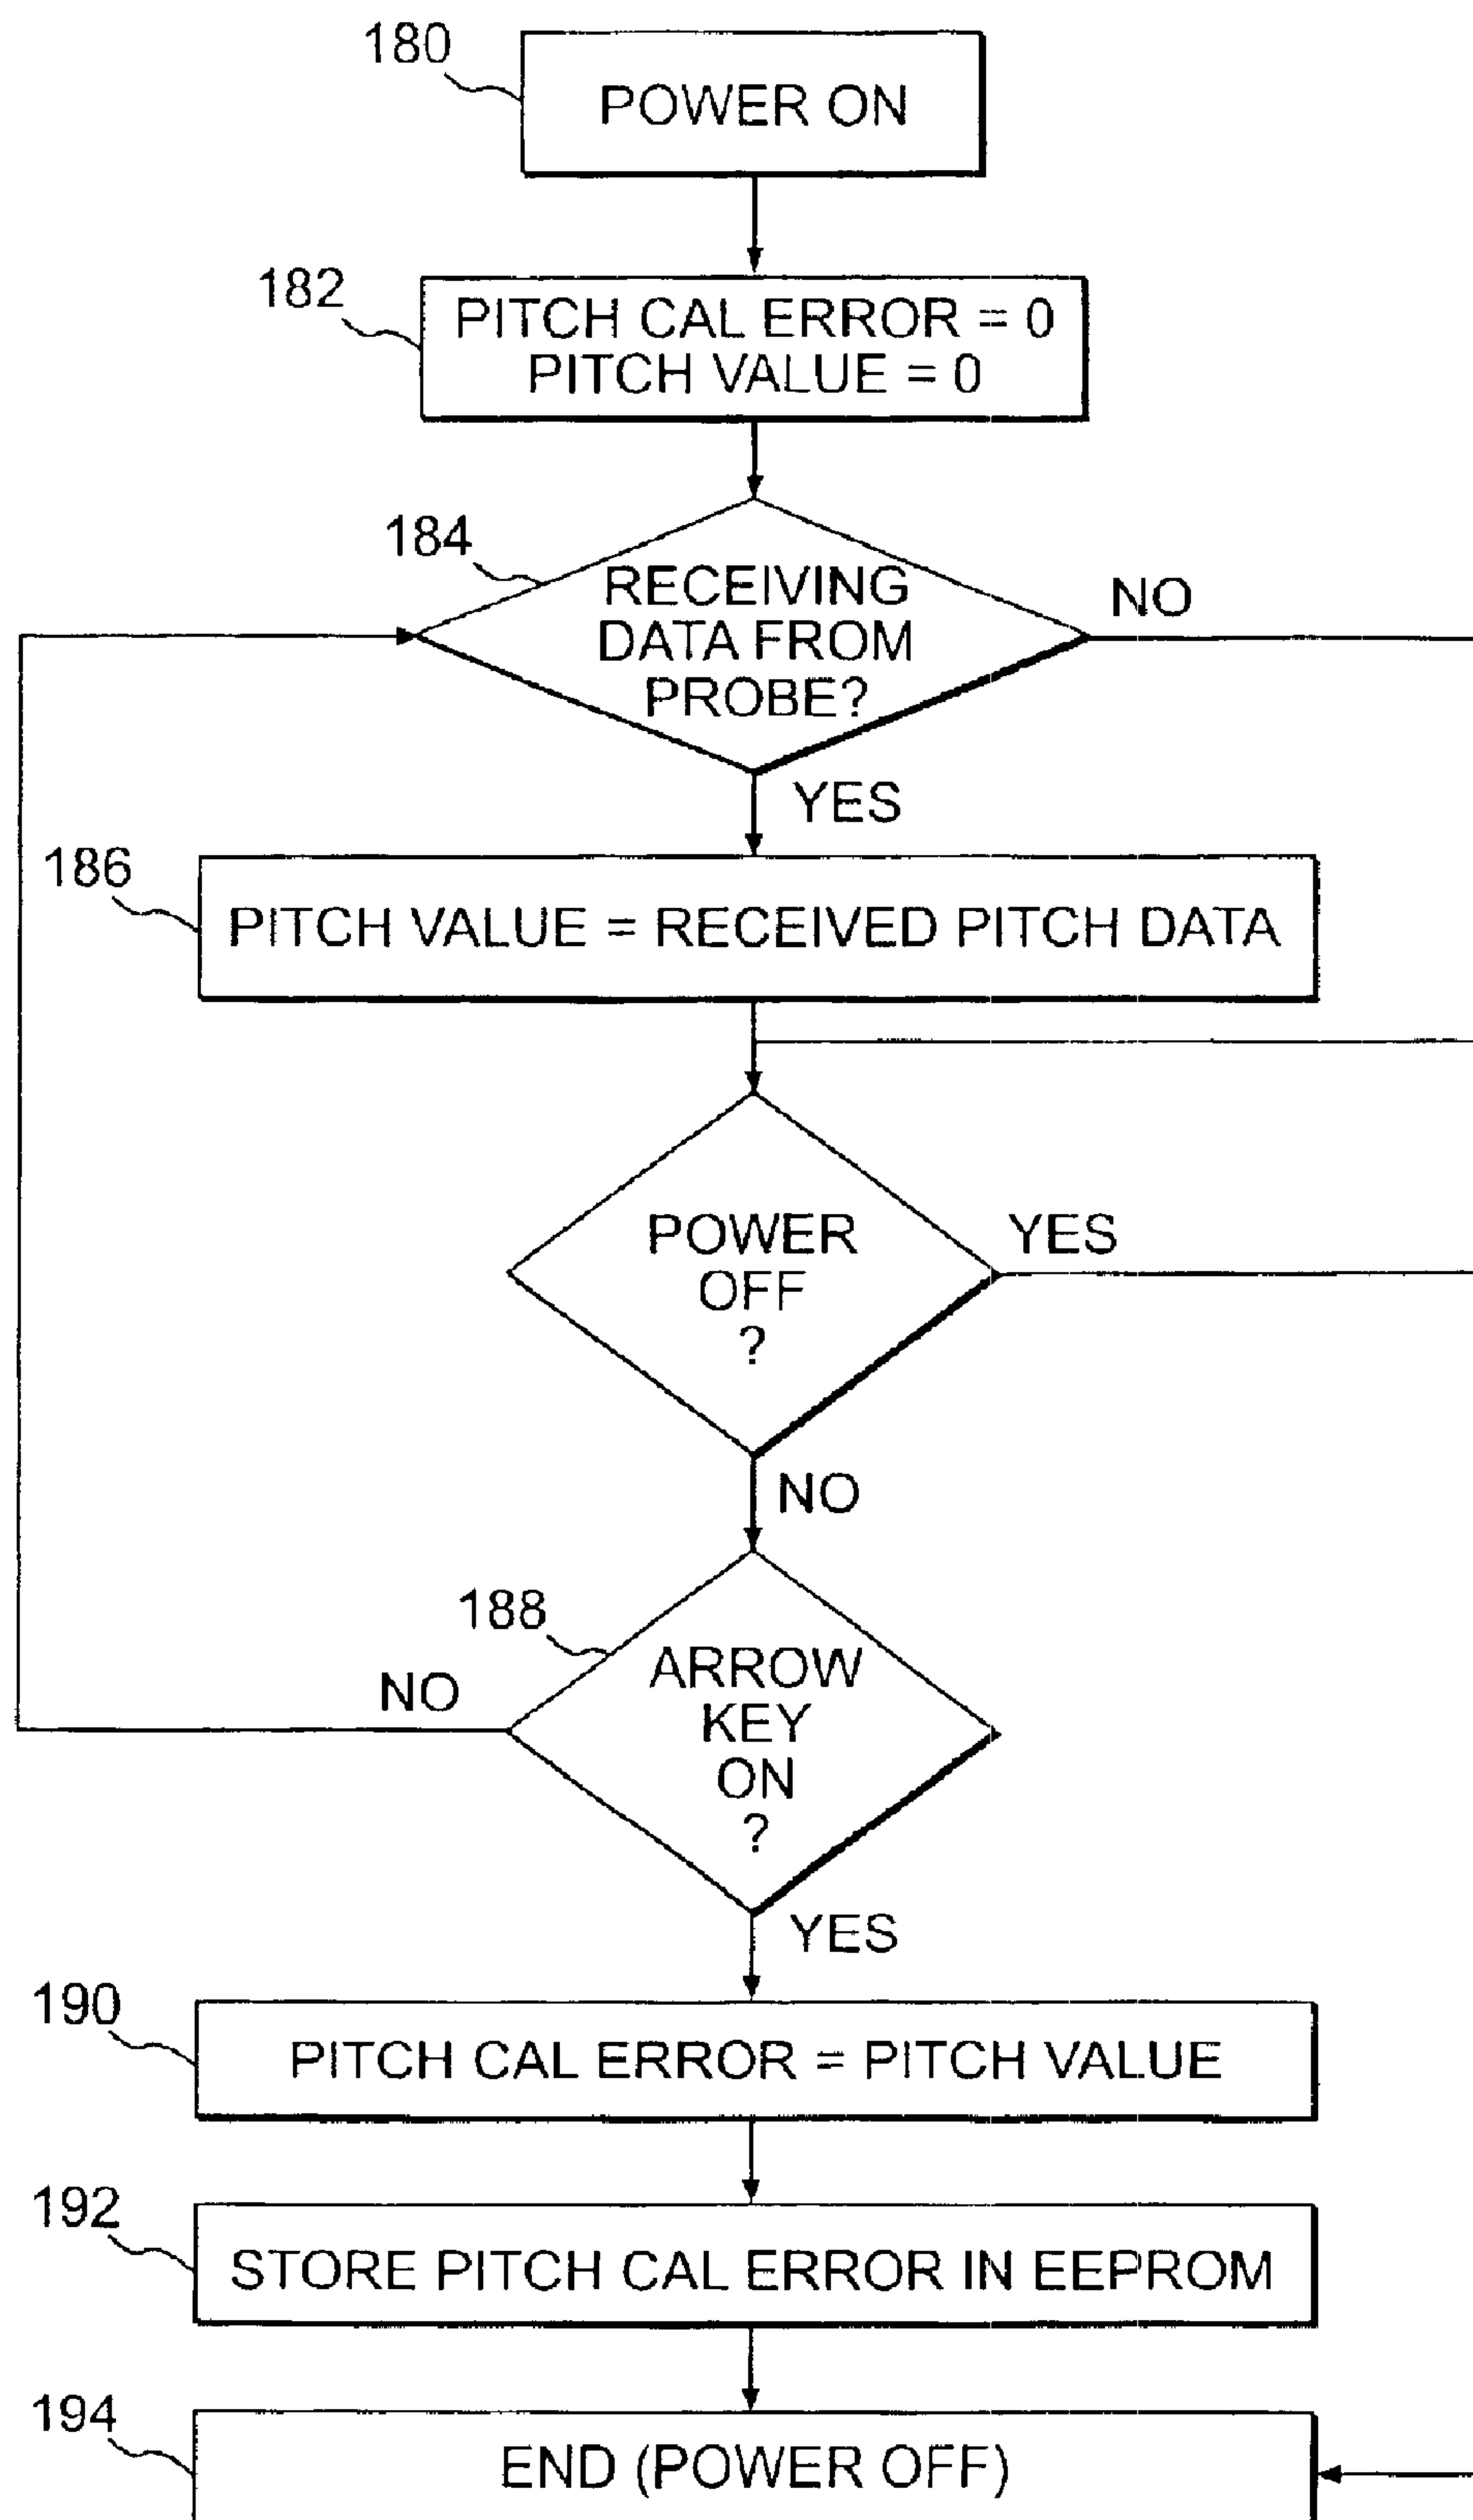 180
POWER ON
182
PITCH CAL ERROR = 0
PITCH VALUE = 0
184
RECEIVING
DATA FROM
PROBE?
NO
YES
186
PITCH VALUE = RECEIVED PITCH DATA
POWER
OFF
?
YES
NO
188
ARROW
KEY
ON
?
NO
YES
190
PITCH CAL ERROR = PITCH VALUE
192
STORE PITCH CAL ERROR IN EEPROM
194
END (POWER OFF)